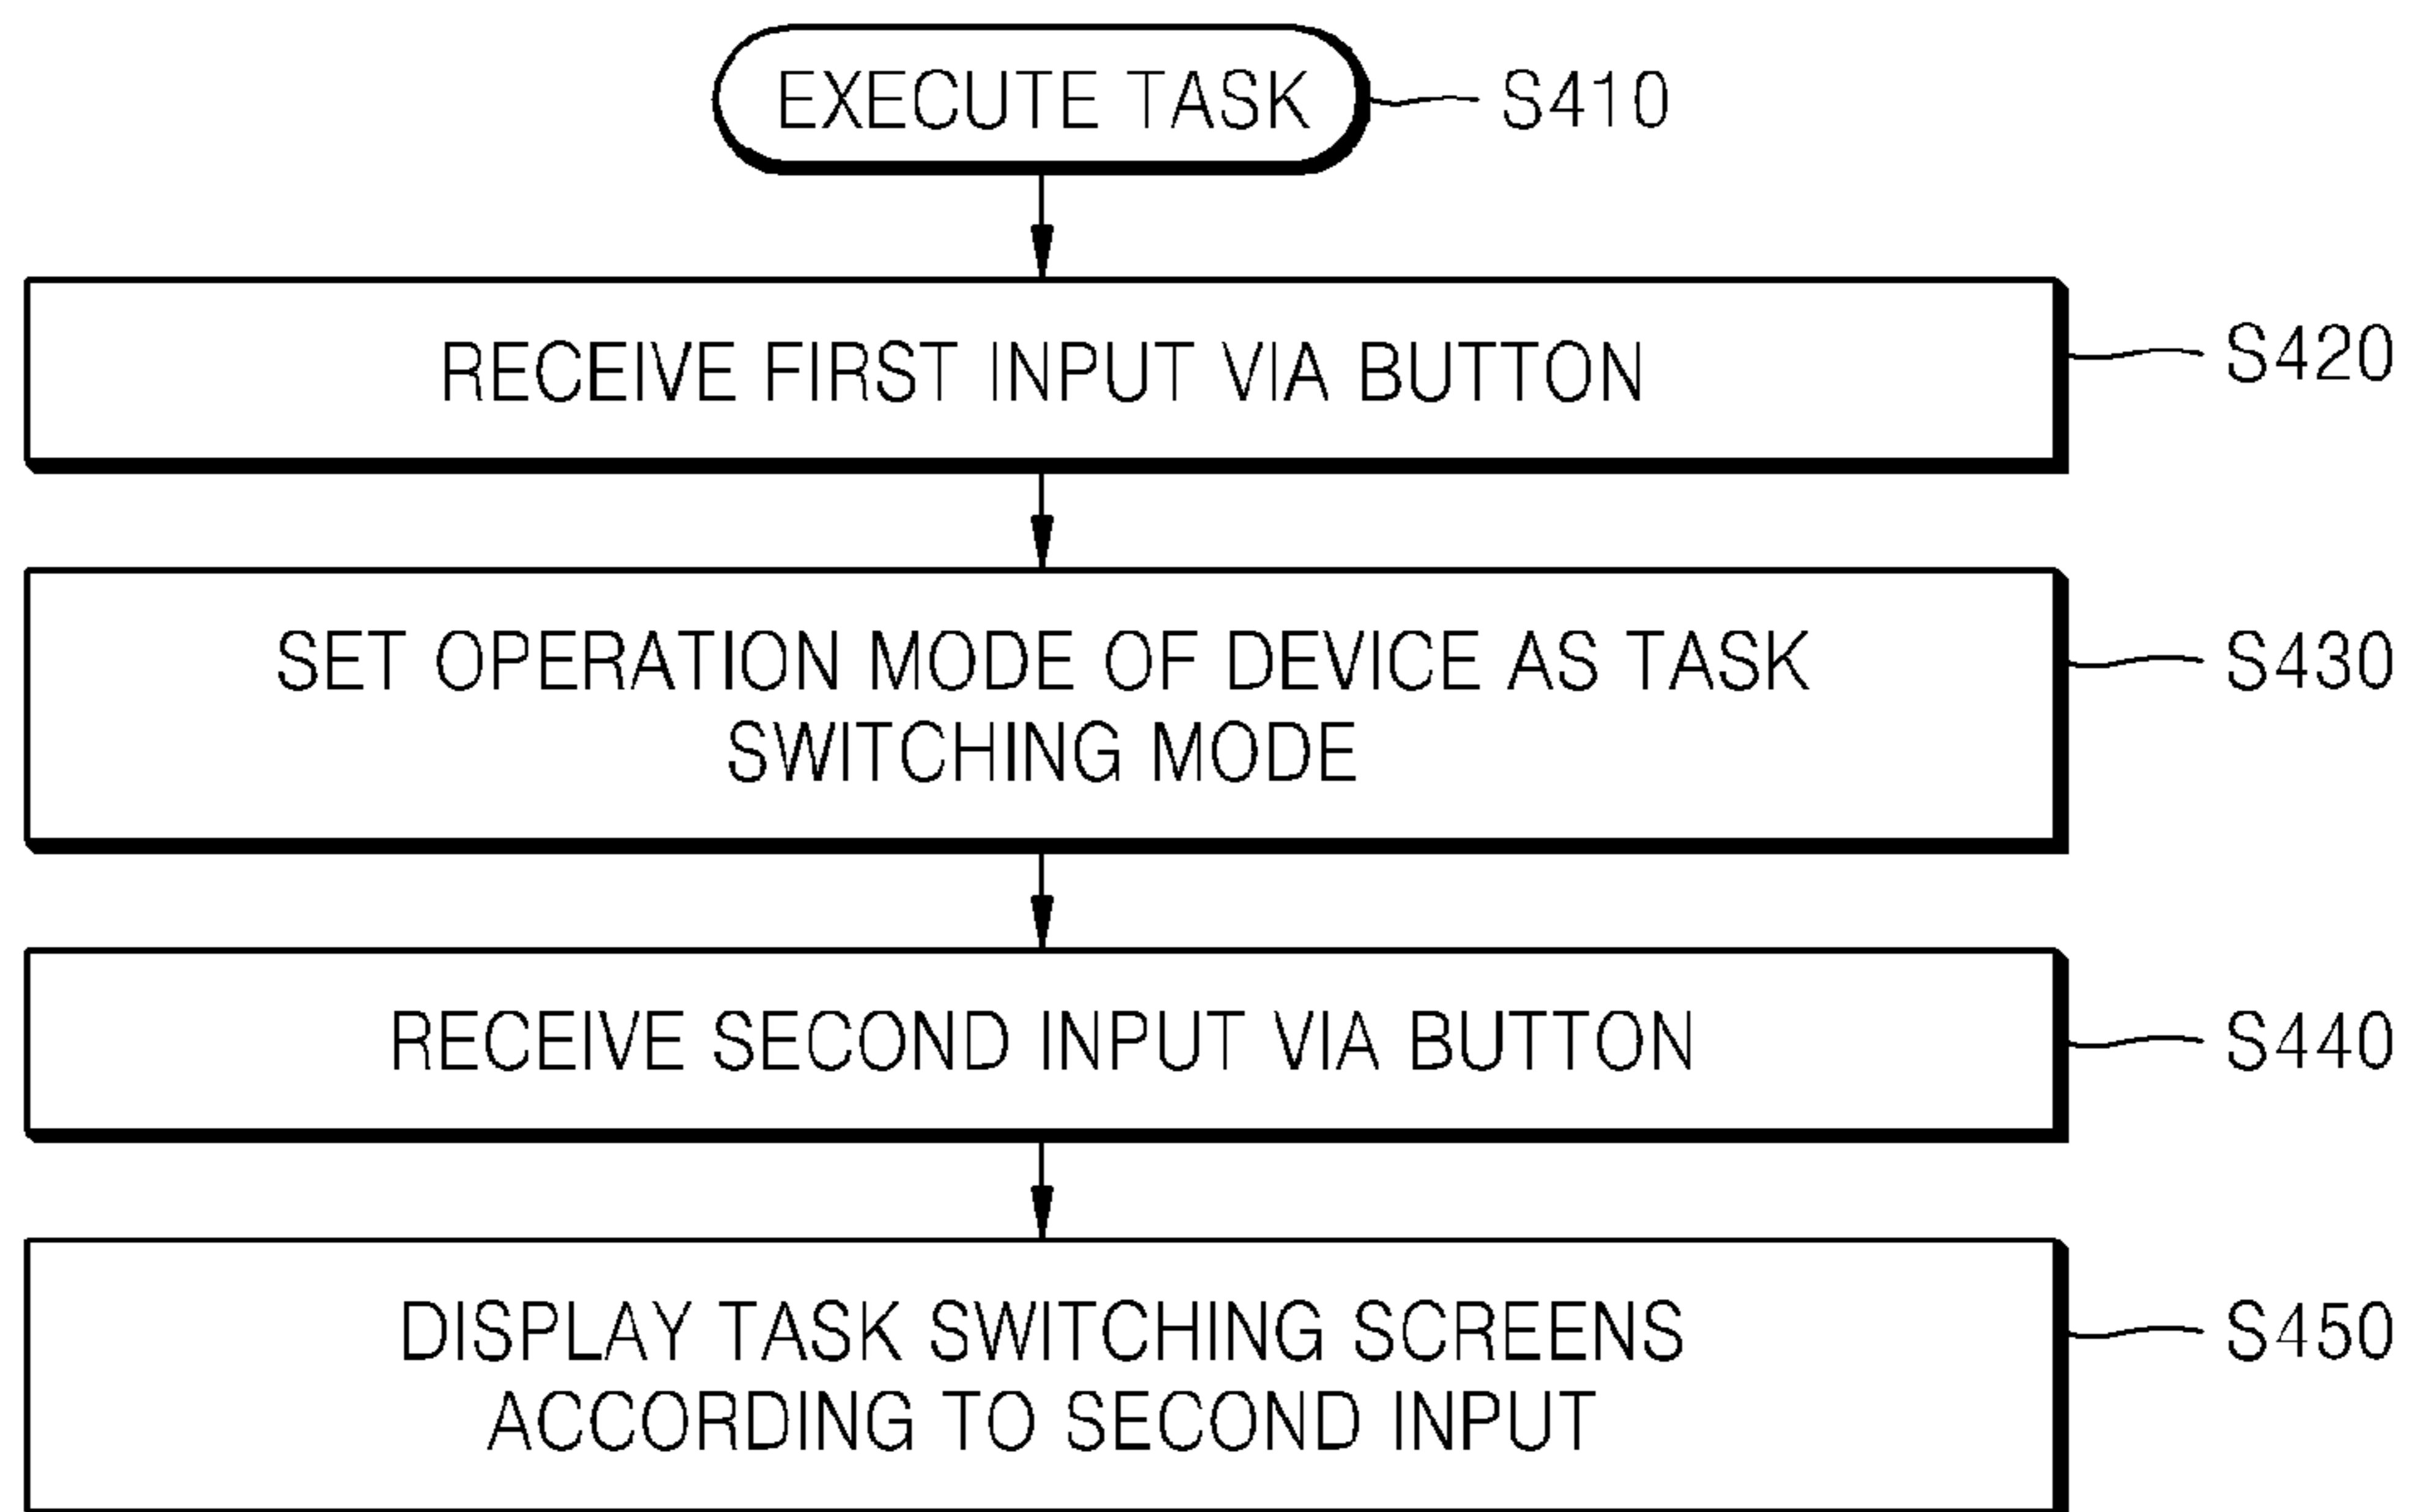 EXECUTE TASK S410
RECEIVE FIRST INPUT VIA BUTTON S420
SET OPERATION MODE OF DEVICE AS TASK S430
SWITCHING MODE
RECEIVE SECOND INPUT VIA BUTTON S440
DISPLAY TASK SWITCHING SCREENS S450
ACCORDING TO SECOND INPUT